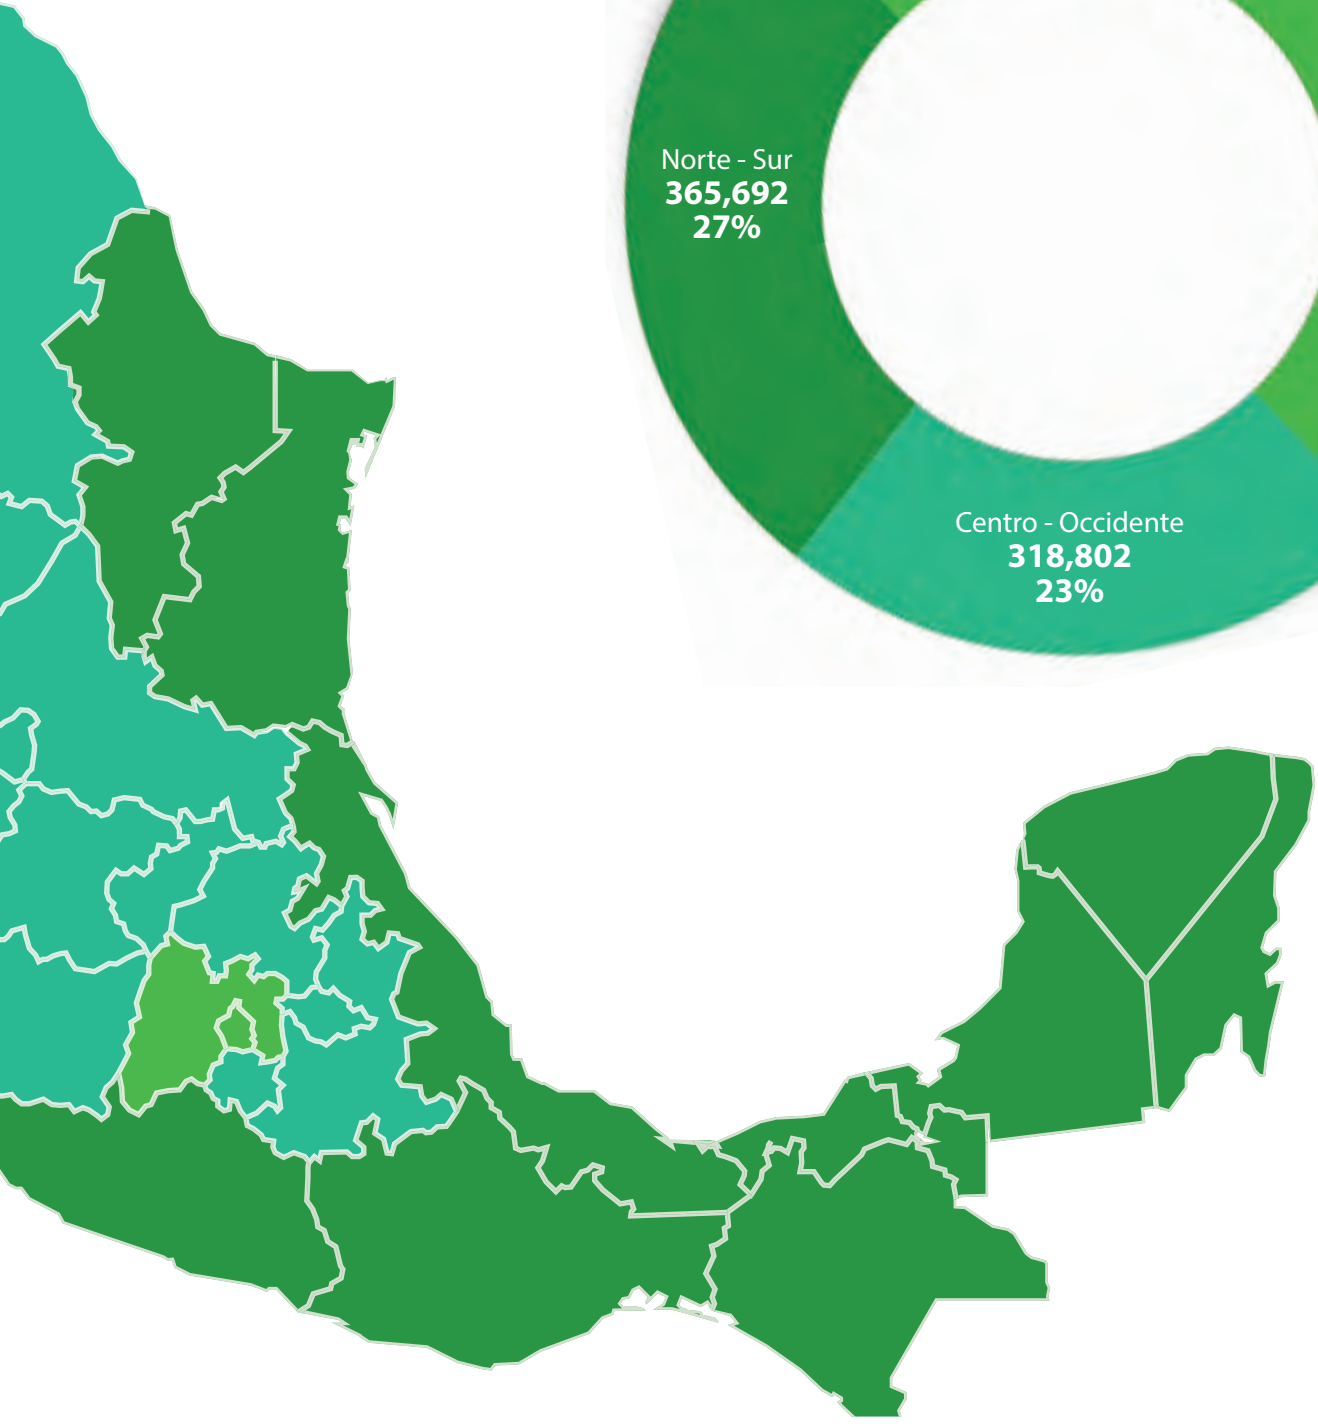 Norte - Sur
365,692
27%
Centro - Occidente
318,802
23%